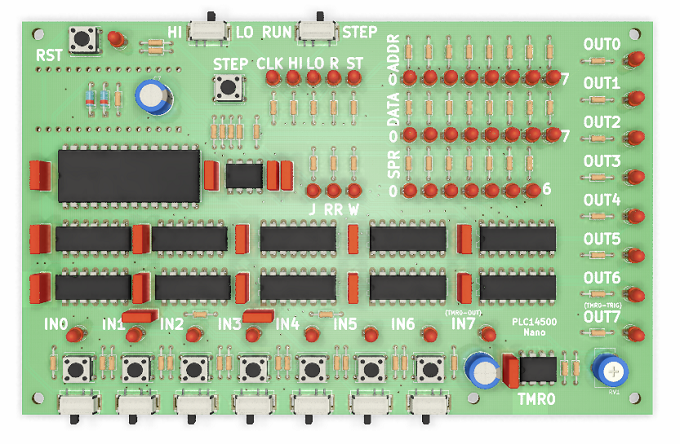 HI LO RUN STEP
RST
STEP
CLK HI LO R ST
ADDR
0 7
DATA
0 7
SPR
0 6
J RR W
OUT0
OUT1
OUT2
OUT3
OUT4
OUT5
OUT6
(TMR0-TRIG)
OUT7
IN0 IN1 IN2 IN3 IN4 IN5 IN6 IN7
(TMR0-OUT)
PLC14500
Nano
TMR0
RV1